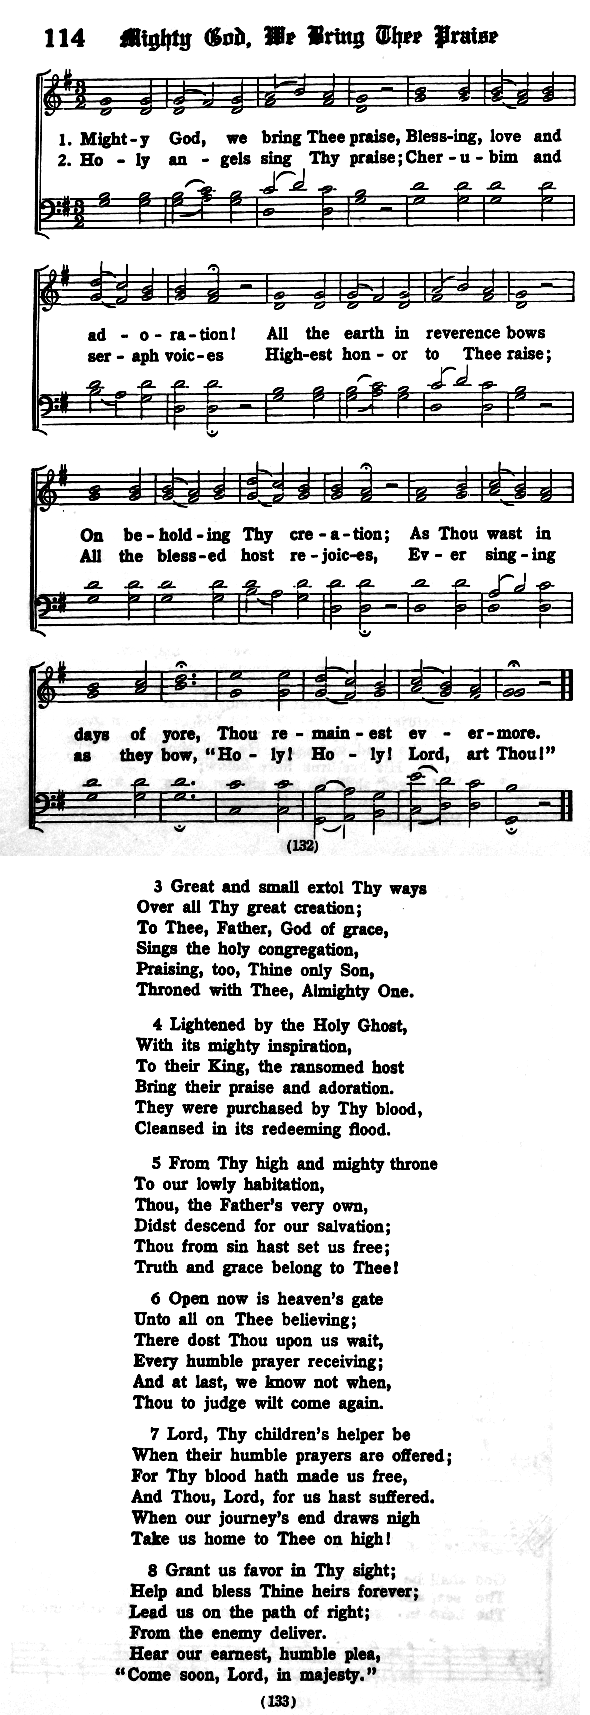 114 Mighty God, We Bring Thee Praise
1. Might-y God, we bring Thee praise, Bless-ing, love and
2. Ho - ly an - gels sing Thy praise; Cher - u - bim and
ad - o - ra-tion! All the earth in reverence bows
ser - aph voic-es High-est hon - or to Thee raise;
On be-hold-ing Thy cre-a-tion; As Thou wast in
All the bless-ed host re-joic-es, Ev-er sing-ing
days of yore, Thou re-main-est ev - er-more.
as they bow, "Ho-ly! Ho-ly! Lord, art Thou!"
(132)
3 Great and small extol Thy ways
Over all Thy great creation;
To Thee, Father, God of grace,
Sings the holy congregation,
Praising, too, Thine only Son,
Throned with Thee, Almighty One.
4 Lightened by the Holy Ghost,
With its mighty inspiration,
To their King, the ransomed host
Bring their praise and adoration.
They were purchased by Thy blood,
Cleansed in its redeeming flood.
5 From Thy high and mighty throne
To our lowly habitation,
Thou, the Father's very own,
Didst descend for our salvation;
Thou from sin hast set us free;
Truth and grace belong to Thee!
6 Open now is heaven's gate
Unto all on Thee believing;
There dost Thou upon us wait,
Every humble prayer receiving;
And at last, we know not when,
Thou to judge wilt come again.
7 Lord, Thy children's helper be
When their humble prayers are offered;
For Thy blood hath made us free,
And Thou, Lord, for us hast suffered.
When our journey's end draws nigh
Take us home to Thee on high!
8 Grant us favor in Thy sight;
Help and bless Thine heirs forever;
Lead us on the path of right;
From the enemy deliver.
Hear our earnest, humble plea,
"Come soon, Lord, in majesty."
(133)